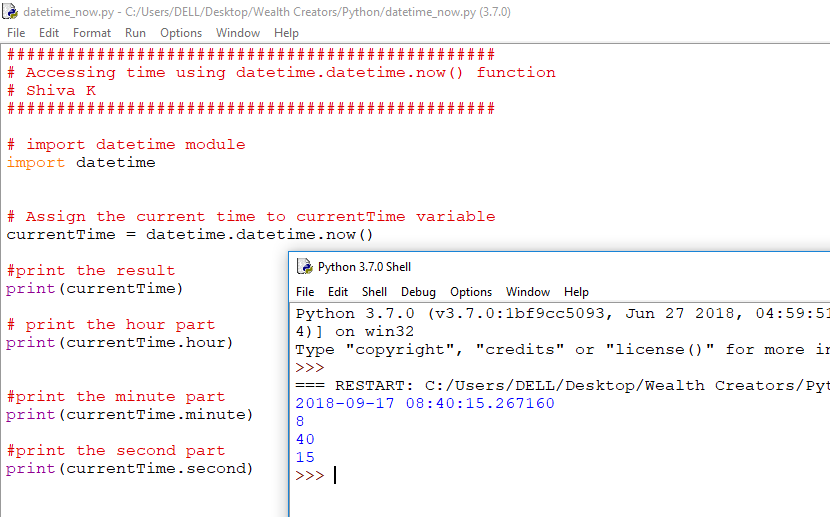 datetime_now.py - C:/Users/DELL/Desktop/Wealth Creators/Python/datetime_now.py (3.7.0)
File Edit Format Run Options Window Help
##################################################
# Accessing time using datetime.datetime.now() function
# Shiva K
##################################################
# import datetime module
import datetime
# Assign the current time to currentTime variable
currentTime = datetime.datetime.now()
#print the result
print(currentTime)
# print the hour part
print(currentTime.hour)
#print the minute part
print(currentTime.minute)
#print the second part
print(currentTime.second)
Python 3.7.0 Shell
File Edit Shell Debug Options Window Help
Python 3.7.0 (v3.7.0:1bf9cc5093, Jun 27 2018, 04:59:51
4)] on win32
Type "copyright", "credits" or "license()" for more in
>>>
=== RESTART: C:/Users/DELL/Desktop/Wealth Creators/Pyt
2018-09-17 08:40:15.267160
8
40
15
>>>